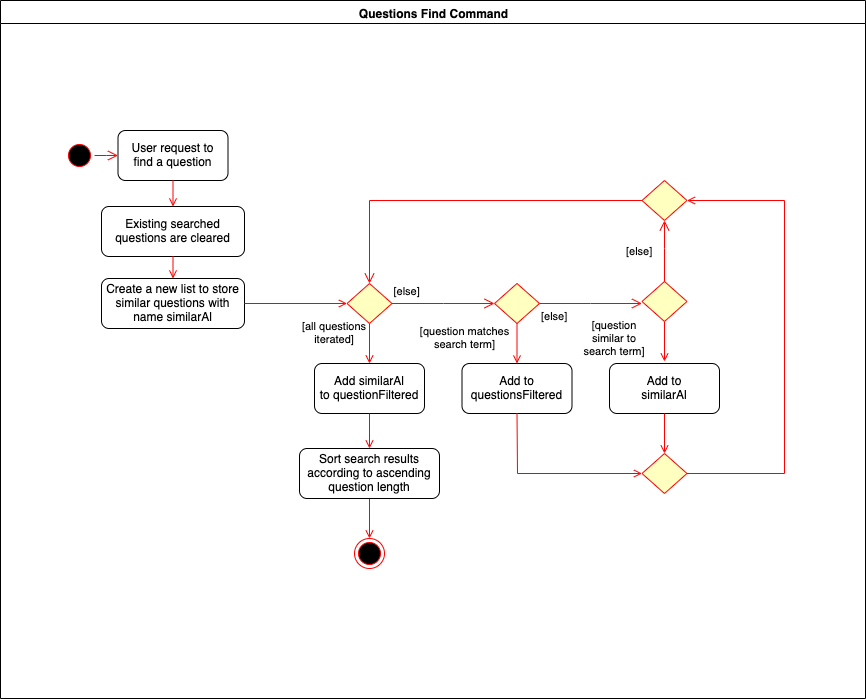 Questions Find Command
User request to
find a question
Existing searched
questions are cleared
Create a new list to store
similar questions with
name similarAl
[else]
[all questions
iterated]
[else]
[question matches
search term]
[else]
[question
similar to
search term]
Add similarAl
to questionFiltered
Add to
questionsFiltered
Add to
similarAl
Sort search results
according to ascending
question length